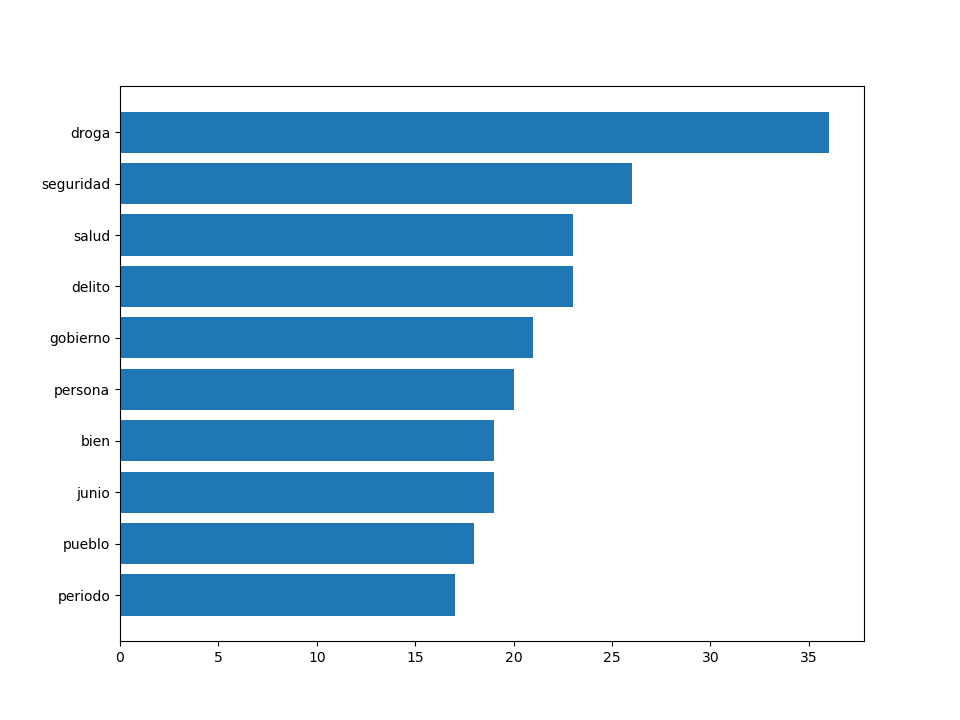 droga
seguridad
salud
delito
gobierno
persona
bien
junio
pueblo
periodo
0 5 10 15 20 25 30 35